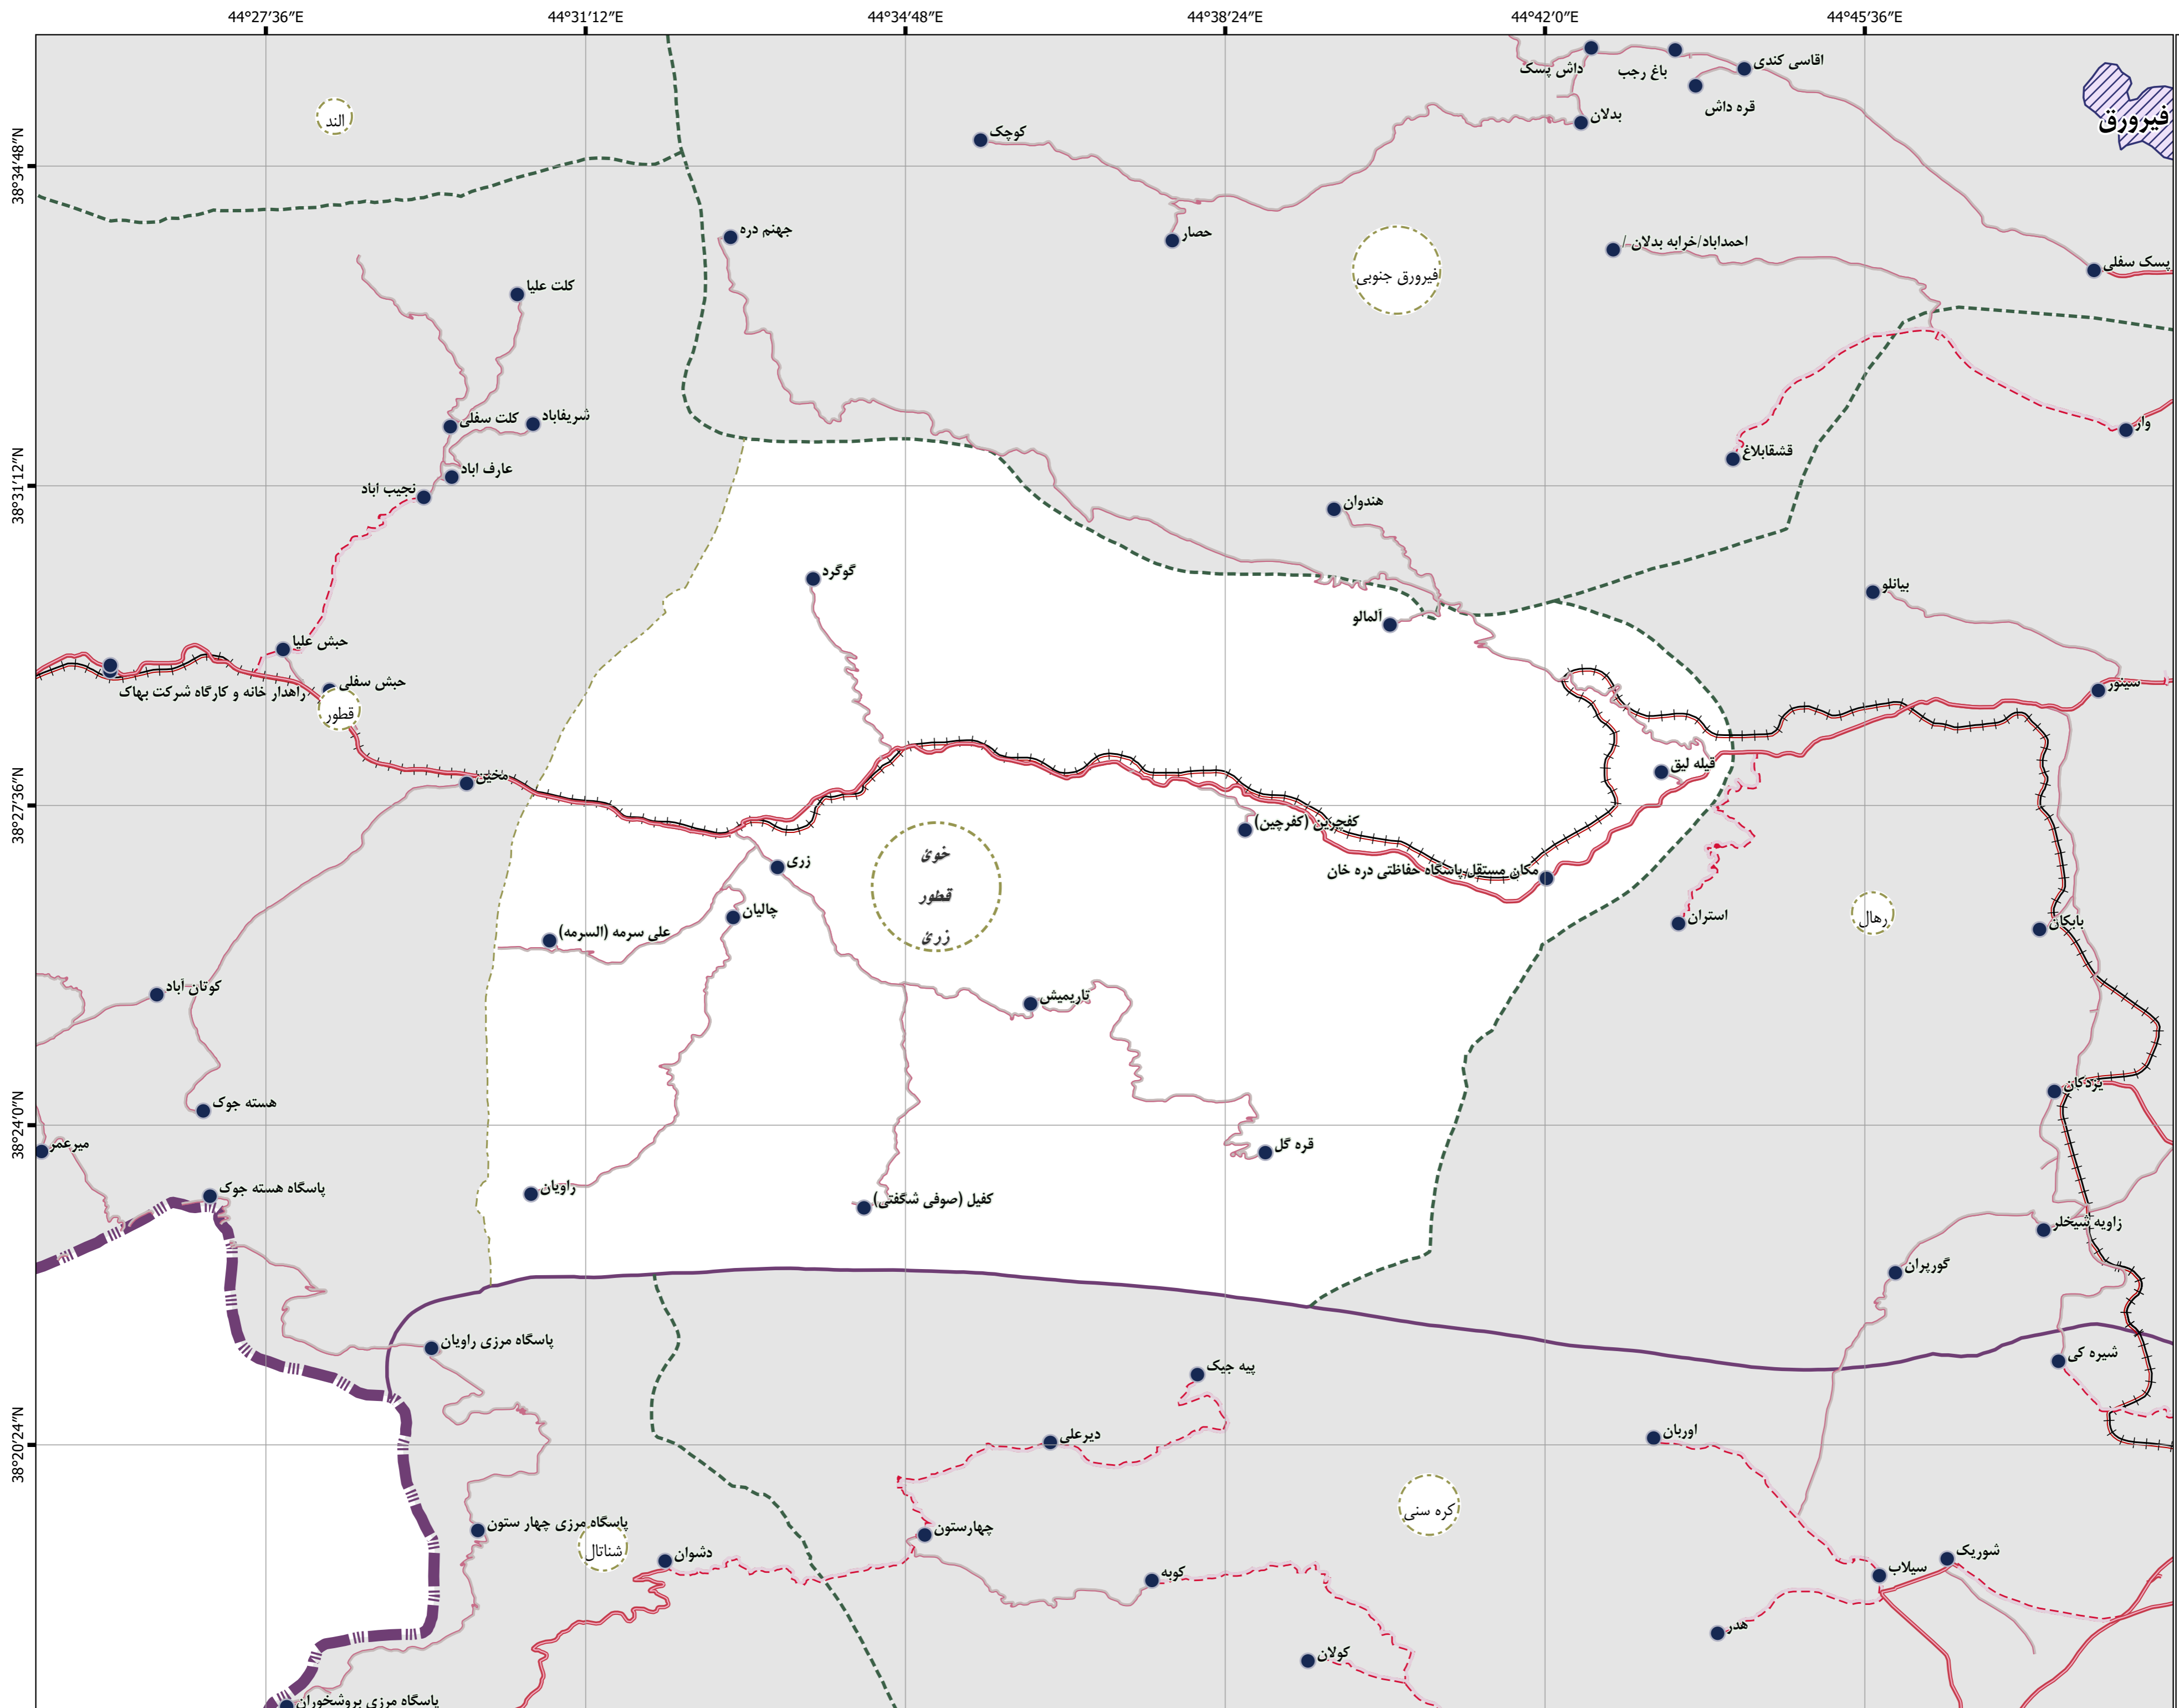 44°27'36"E
44°31'12"E
44°34'48"E
44°38'24"E
44°42'0"E
44°45'36"E
38°34'48"N
38°31'12"N
38°27'36"N
38°24'0"N
38°20'24"N
داش پسک
باغ رجب
اقاسی کندی
قره داش
فیرورق
بدلان
الند
کوچک
حصار
جهنم دره
احمداباد/خرابه بدلان /
پسک سفلی
فیرورق جنوبی
کلت علیا
کلت سفلی
شریفاباد
عارف اباد
نجیب اباد
وار
قشقابلاغ
هندوان
گوگرد
آلمالو
بیانلو
حبش علیا
حبش سفلی
راهدار خانه و کارگاه شرکت بهاک
قطور
سینور
مخین
قیله لیق
کفچرین (کفرچین)
خوئ
قطور
زرئ
زری
مکان مستقل پاسگاه حفاظتی دره خان
چالیان
علی سرمه (السرمه)
استران
رهال
بابکان
کوتان آباد
تاریمیش
یزدکان
هسته جوک
میرعمر
قره گل
پاسگاه هسته جوک
راویان
کفیل (صوفی شگفتی)
زاویه شیخلر
گورپران
پاسگاه مرزی راویان
شیره کی
پیه جیک
دیرعلی
اوربان
کره سنی
پاسگاه مرزی چهار ستون
چهارستون
شناتال
دشوان
کوبه
شوریک
سیلاب
هدر
کولان
پاسگاه مرزی بروشخوران